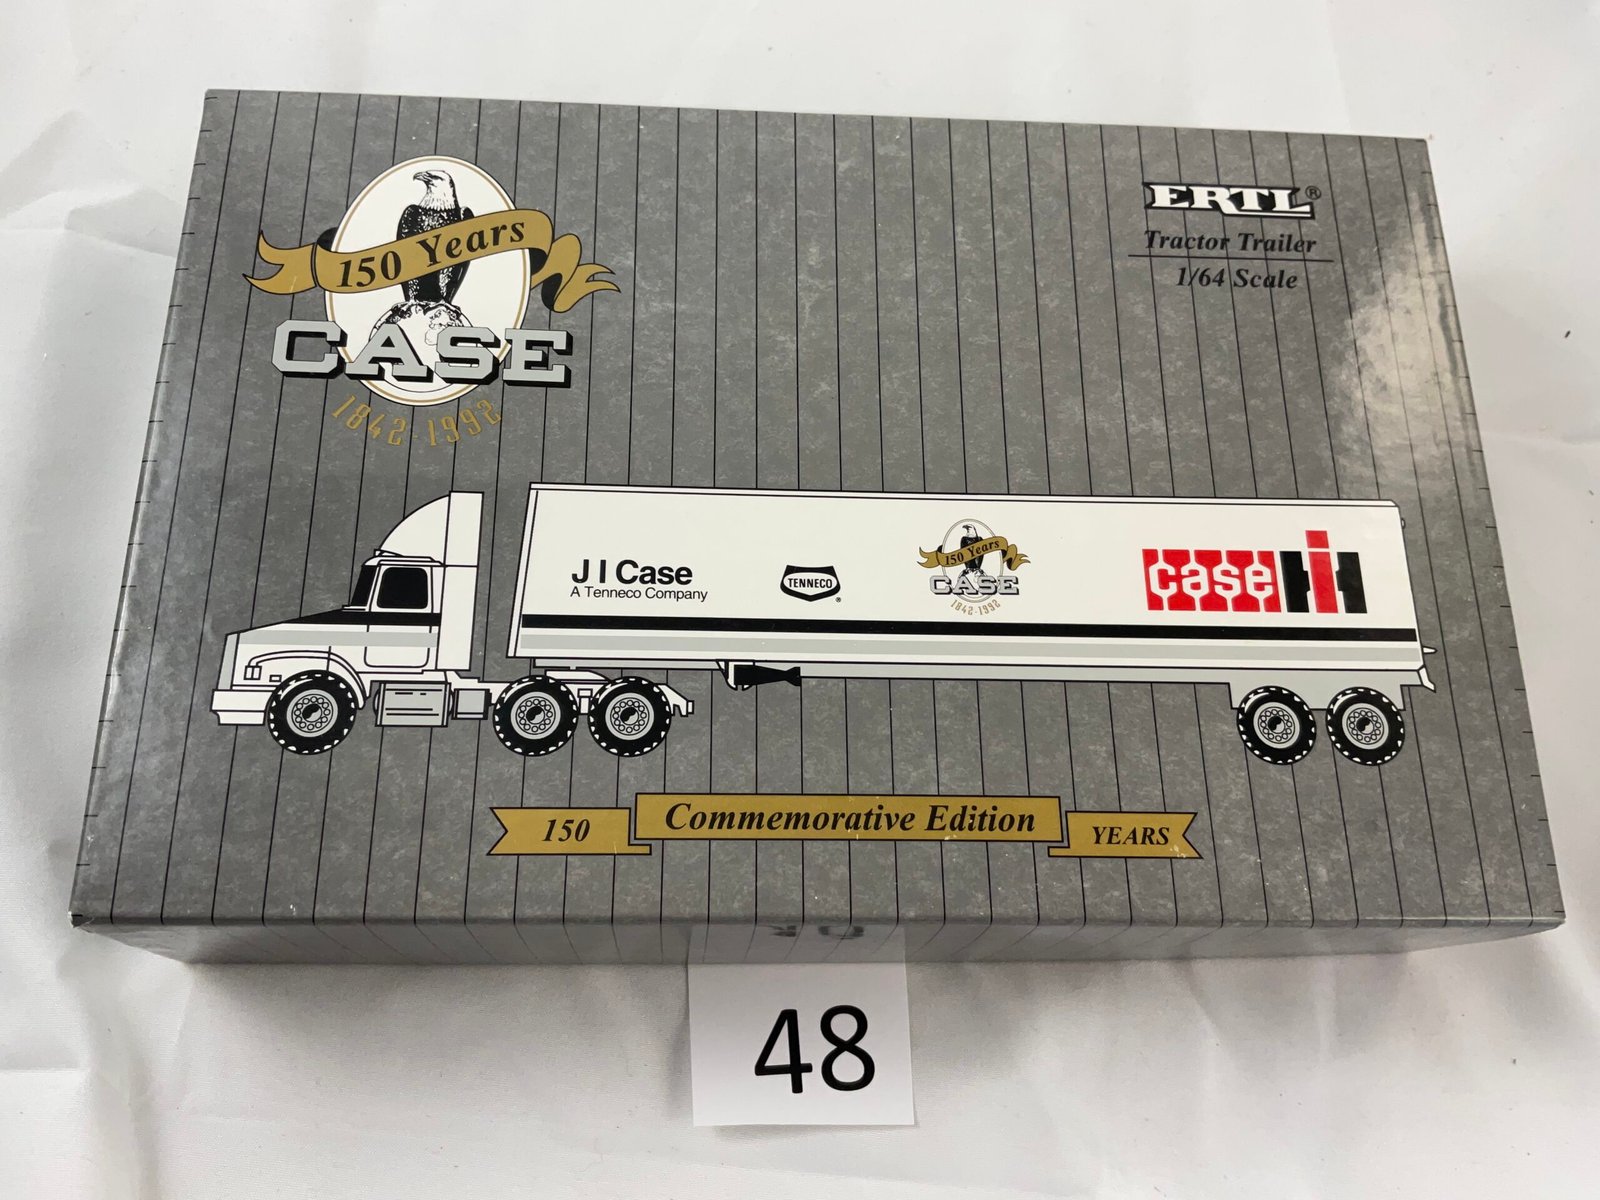 150 Years
CASE
1842-1992
ERTL®
Tractor Trailer
1/64 Scale
J I Case
A Tenneco Company
TENNECO®
150 Years
CASE
1842-1992
case IH
150 Commemorative Edition YEARS
48